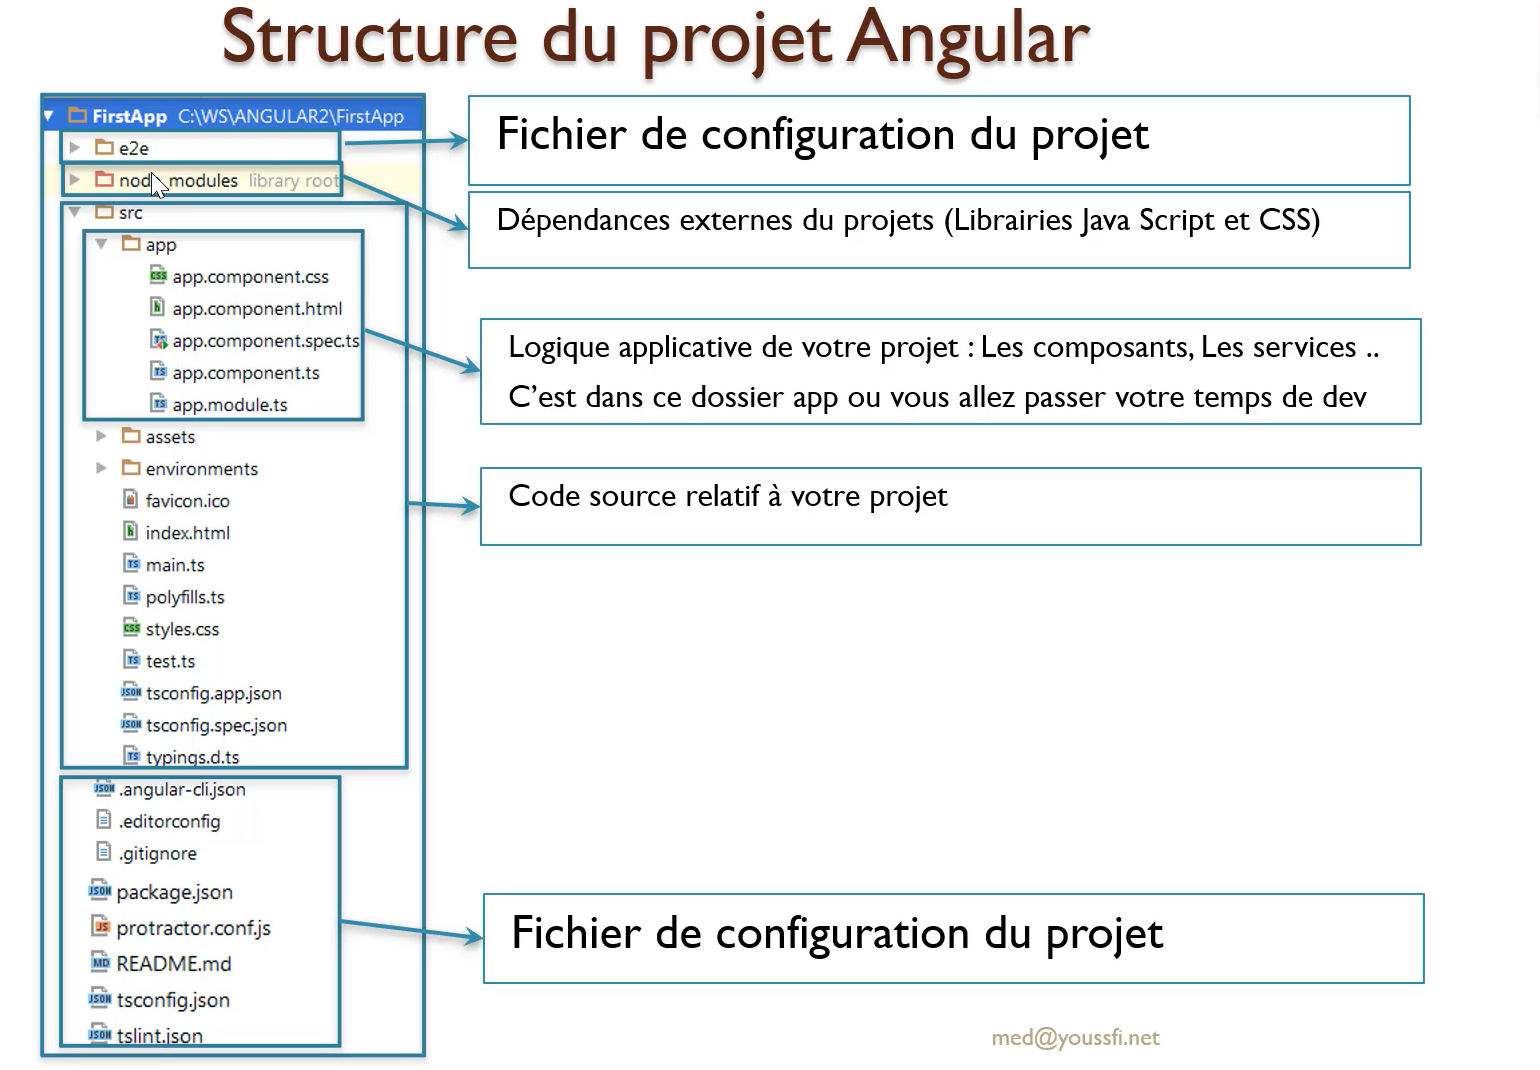 Structure du projet Angular
FirstApp C:\WS\ANGULAR2\FirstApp
e2e
Fichier de configuration du projet
node_modules library root
Dépendances externes du projets (Librairies Java Script et CSS)
src
app
app.component.css
app.component.html
app.component.spec.ts
app.component.ts
app.module.ts
Logique applicative de votre projet : Les composants, Les services ..
C’est dans ce dossier app ou vous allez passer votre temps de dev
assets
environments
favicon.ico
index.html
main.ts
polyfills.ts
styles.css
test.ts
tsconfig.app.json
tsconfig.spec.json
typings.d.ts
Code source relatif à votre projet
.angular-cli.json
.editorconfig
.gitignore
package.json
protractor.conf.js
README.md
tsconfig.json
tslint.json
Fichier de configuration du projet
med@youssfi.net